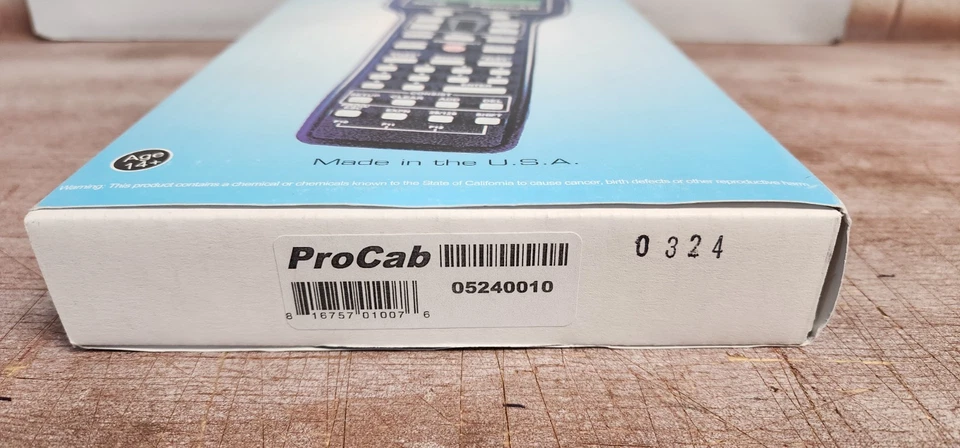 Age
14+
Made in the U.S.A.
Warning: This product contains a chemical or chemicals known to the State of California to cause cancer, birth defects or other reproductive harm.
ProCab
05240010
8 16757 01007 6
0324